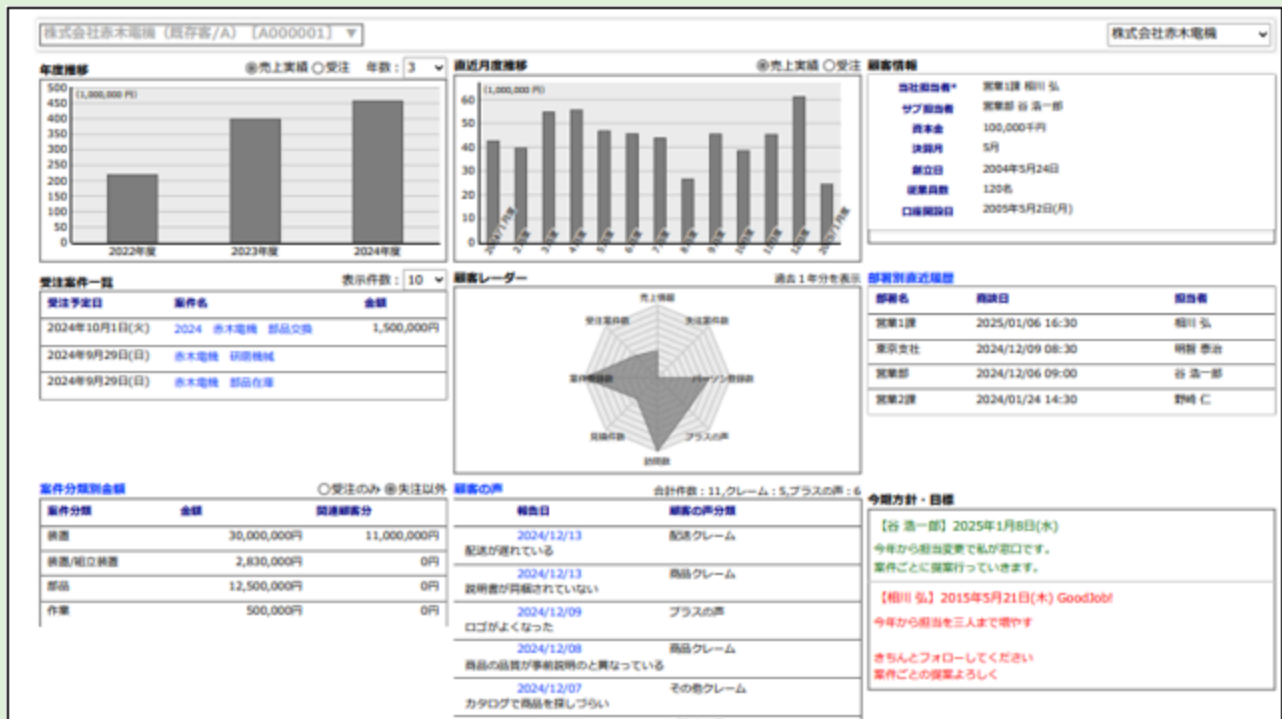 株式会社赤木電機（既存客/A）［A000001］ ▼
株式会社赤木電機
年度推移
◉売上実績 ○受注 年数：3
(1,000,000 円)
500
450
400
350
300
250
200
150
100
50
0
2022年度
2023年度
2024年度
直近月度推移
◉売上実績 ○受注
(1,000,000 円)
60
50
40
30
20
10
0
顧客情報
当社担当者* 営業1課 相川 弘
サブ担当者 営業部 谷 浩一郎
資本金 100,000千円
決算月 5月
創立日 2004年5月24日
従業員数 120名
口座開設日 2005年5月2日(月)
受注案件一覧
表示件数：10
受注予定日 案件名 金額
2024年10月1日(火) 2024 赤木電機 部品交換 1,500,000円
2024年9月29日(日) 赤木電機 研磨機械
2024年9月29日(日) 赤木電機 部品在庫
顧客レーダー
過去１年分を表示
売上情報
失注案件数
パーソン登録数
プラスの声
訪問数
見積件数
案件登録数
受注案件数
部署別直近履歴
部署名 商談日 担当者
営業1課 2025/01/06 16:30 相川 弘
東京支社 2024/12/09 08:30 明智 泰治
営業部 2024/12/06 09:00 谷 浩一郎
営業2課 2024/01/24 14:30 野崎 仁
案件分類別金額
○受注のみ ◉失注以外
案件分類 金額 関連顧客分
装置 30,000,000円 11,000,000円
装置/組立装置 2,830,000円 0円
部品 12,500,000円 0円
作業 500,000円 0円
顧客の声
合計件数：11,クレーム：5,プラスの声：6
報告日 顧客の声分類
2024/12/13 配送クレーム
配送が遅れている
2024/12/13 商品クレーム
説明書が同梱されていない
2024/12/09 プラスの声
ロゴがよくなった
2024/12/08 商品クレーム
商品の品質が事前説明のと異なっている
2024/12/07 その他クレーム
カタログで商品を探しづらい
今期方針・目標
【谷 浩一郎】2025年1月8日(水)
今年から担当変更で私が窓口です。
案件ごとに提案行っていきます。
【相川 弘】2015年5月21日(木) GoodJob!
今年から担当を三人まで増やす
きちんとフォローしてください
案件ごとの提案よろしく